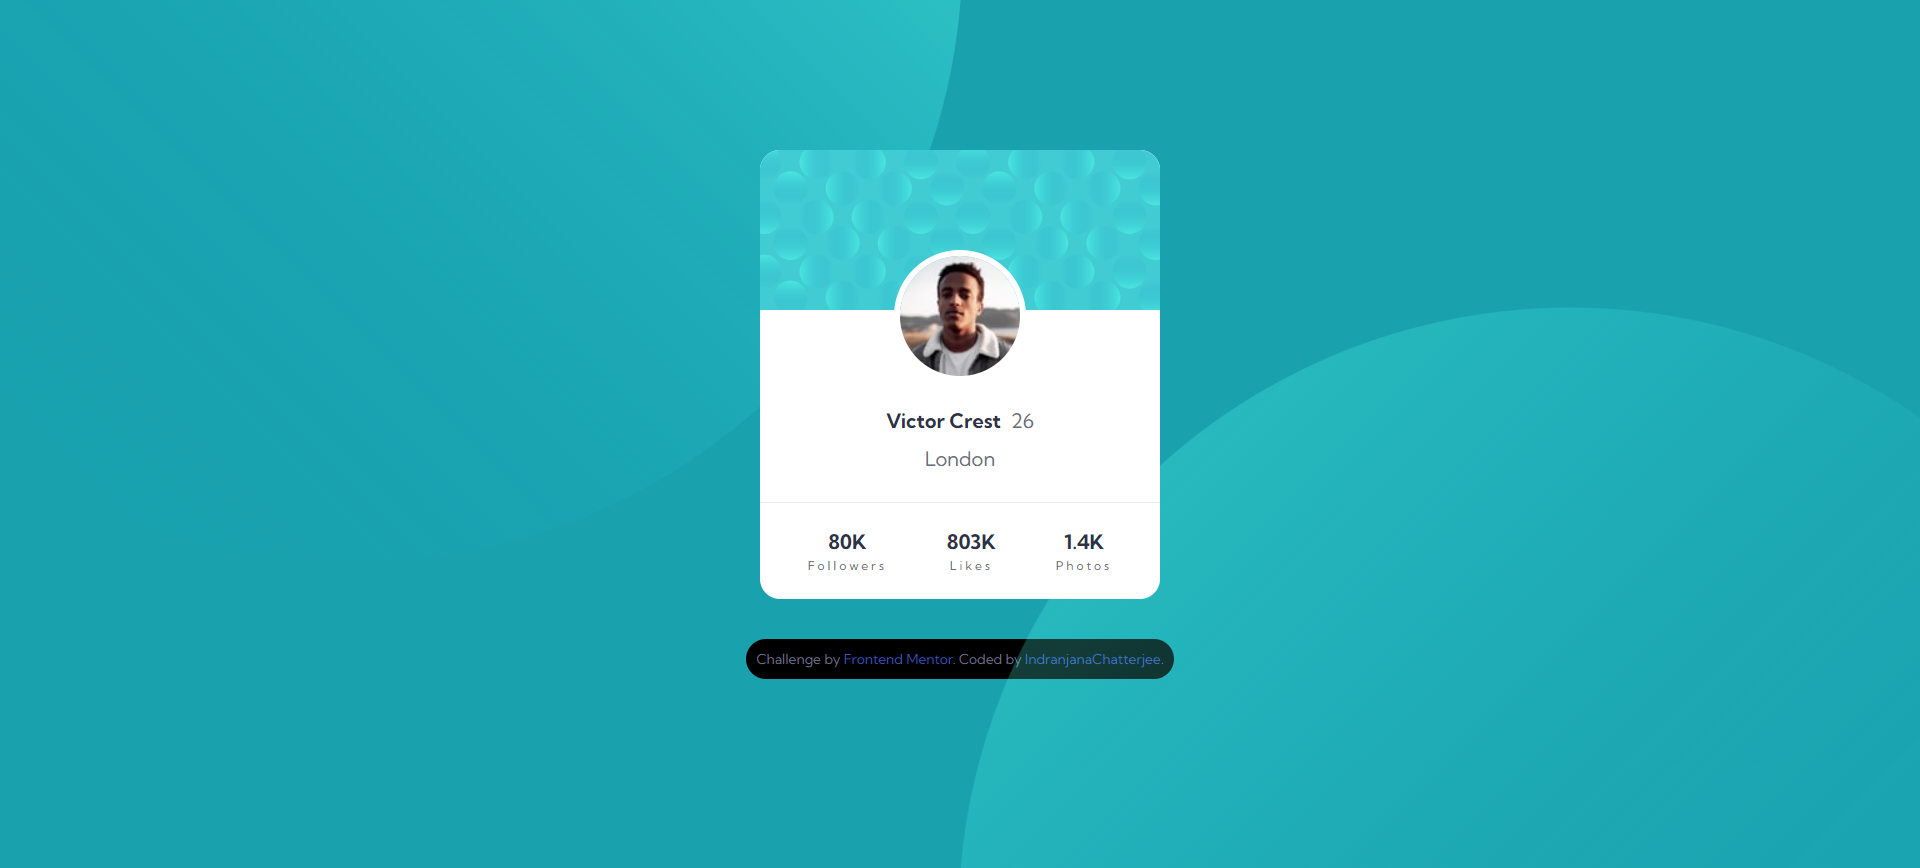 Victor Crest 26
London
80K 803K 1.4K
Followers Likes Photos
Challenge by Frontend Mentor. Coded by IndranjanaChatterjee.